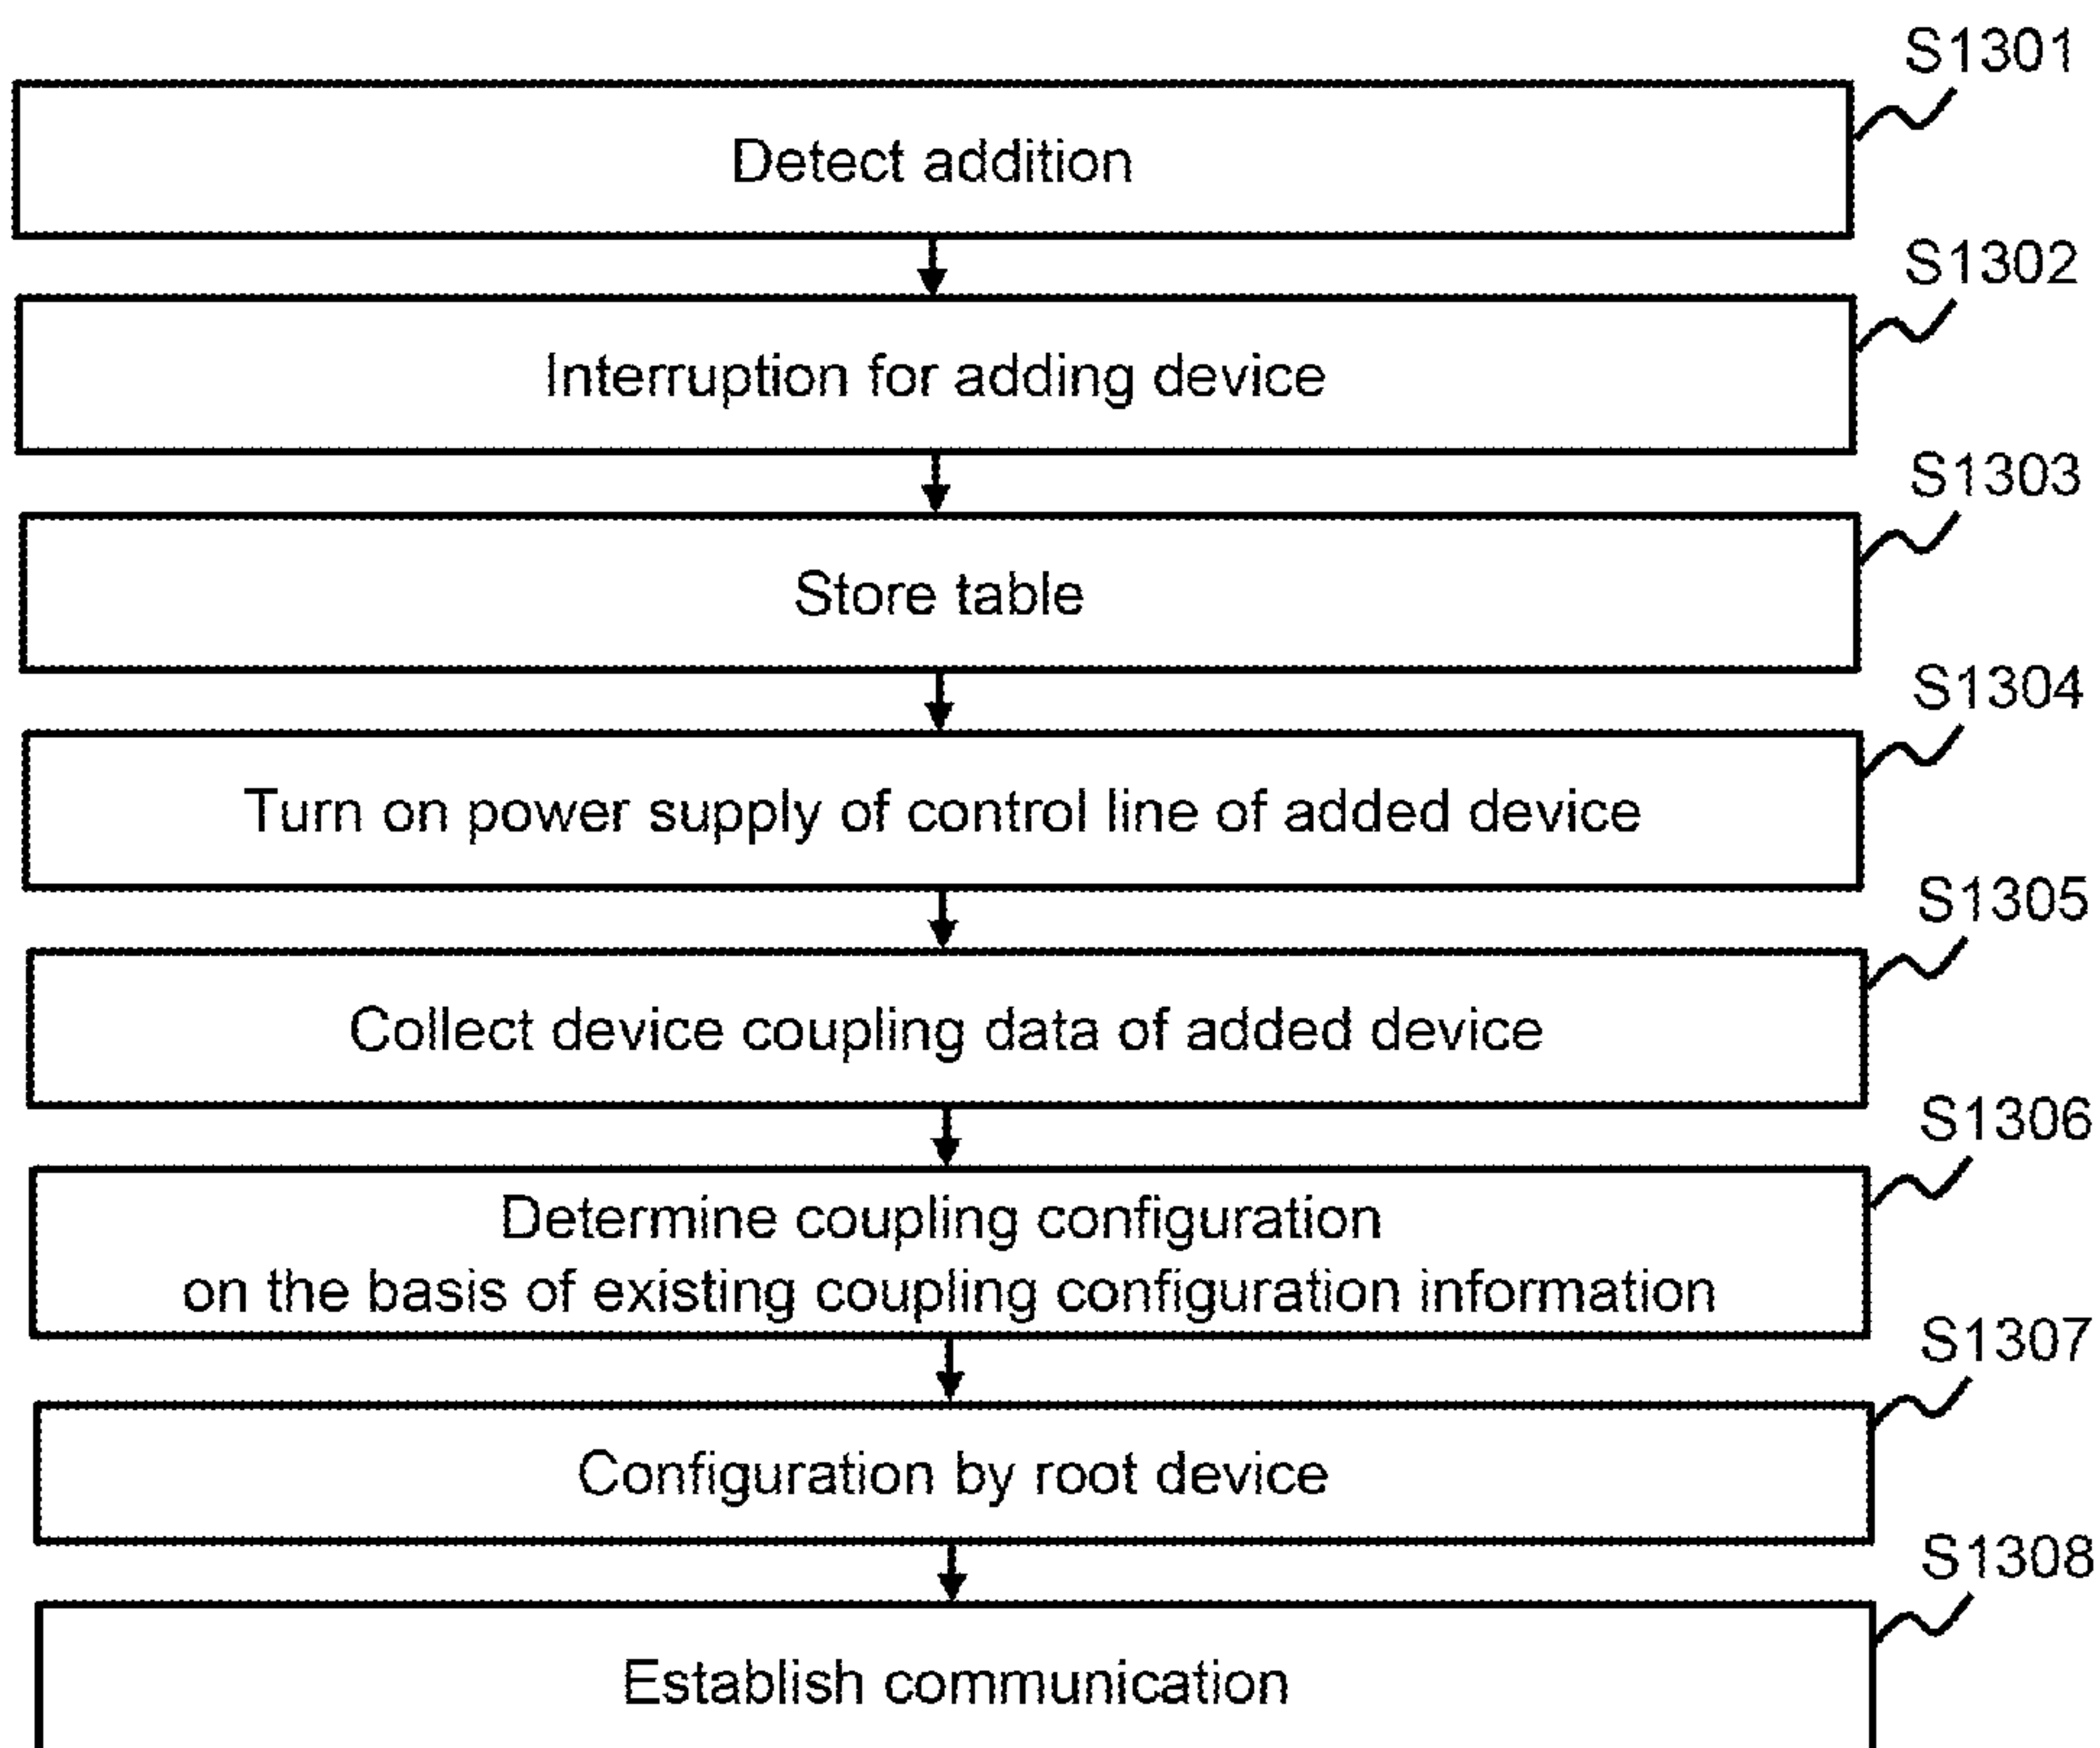 S1301
Detect addition
S1302
Interruption for adding device
S1303
Store table
S1304
Turn on power supply of control line of added device
S1305
Collect device coupling data of added device
S1306
Determine coupling configuration
on the basis of existing coupling configuration information
S1307
Configuration by root device
S1308
Establish communication